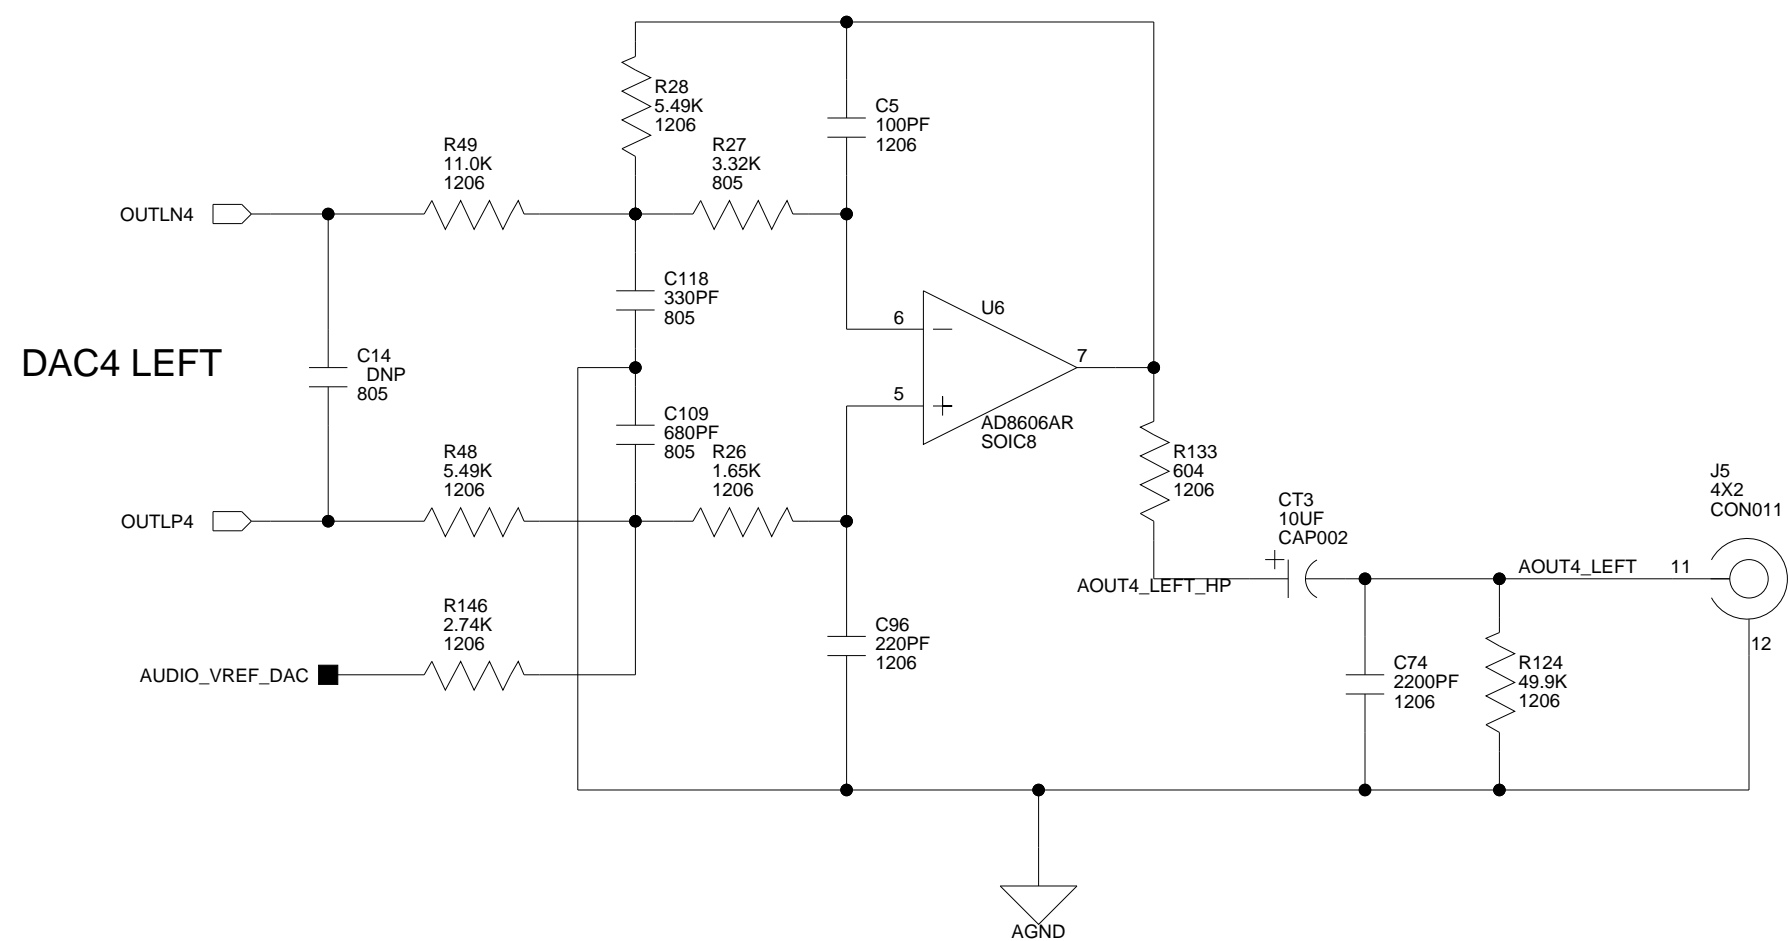 R28
5.49K
1206
C5
100PF
1206
R49
11.0K
1206
R27
3.32K
805
OUTLN4
C118
330PF
805
U6
6
7
5
AD8606AR
SOIC8
DAC4 LEFT
C14
DNP
805
C109
680PF
805
R48
5.49K
1206
R26
1.65K
1206
OUTLP4
R133
604
1206
CT3
10UF
CAP002
J5
4X2
CON011
AOUT4_LEFT_HP
AOUT4_LEFT
11
12
R146
2.74K
1206
AUDIO_VREF_DAC
C96
220PF
1206
C74
2200PF
1206
R124
49.9K
1206
AGND